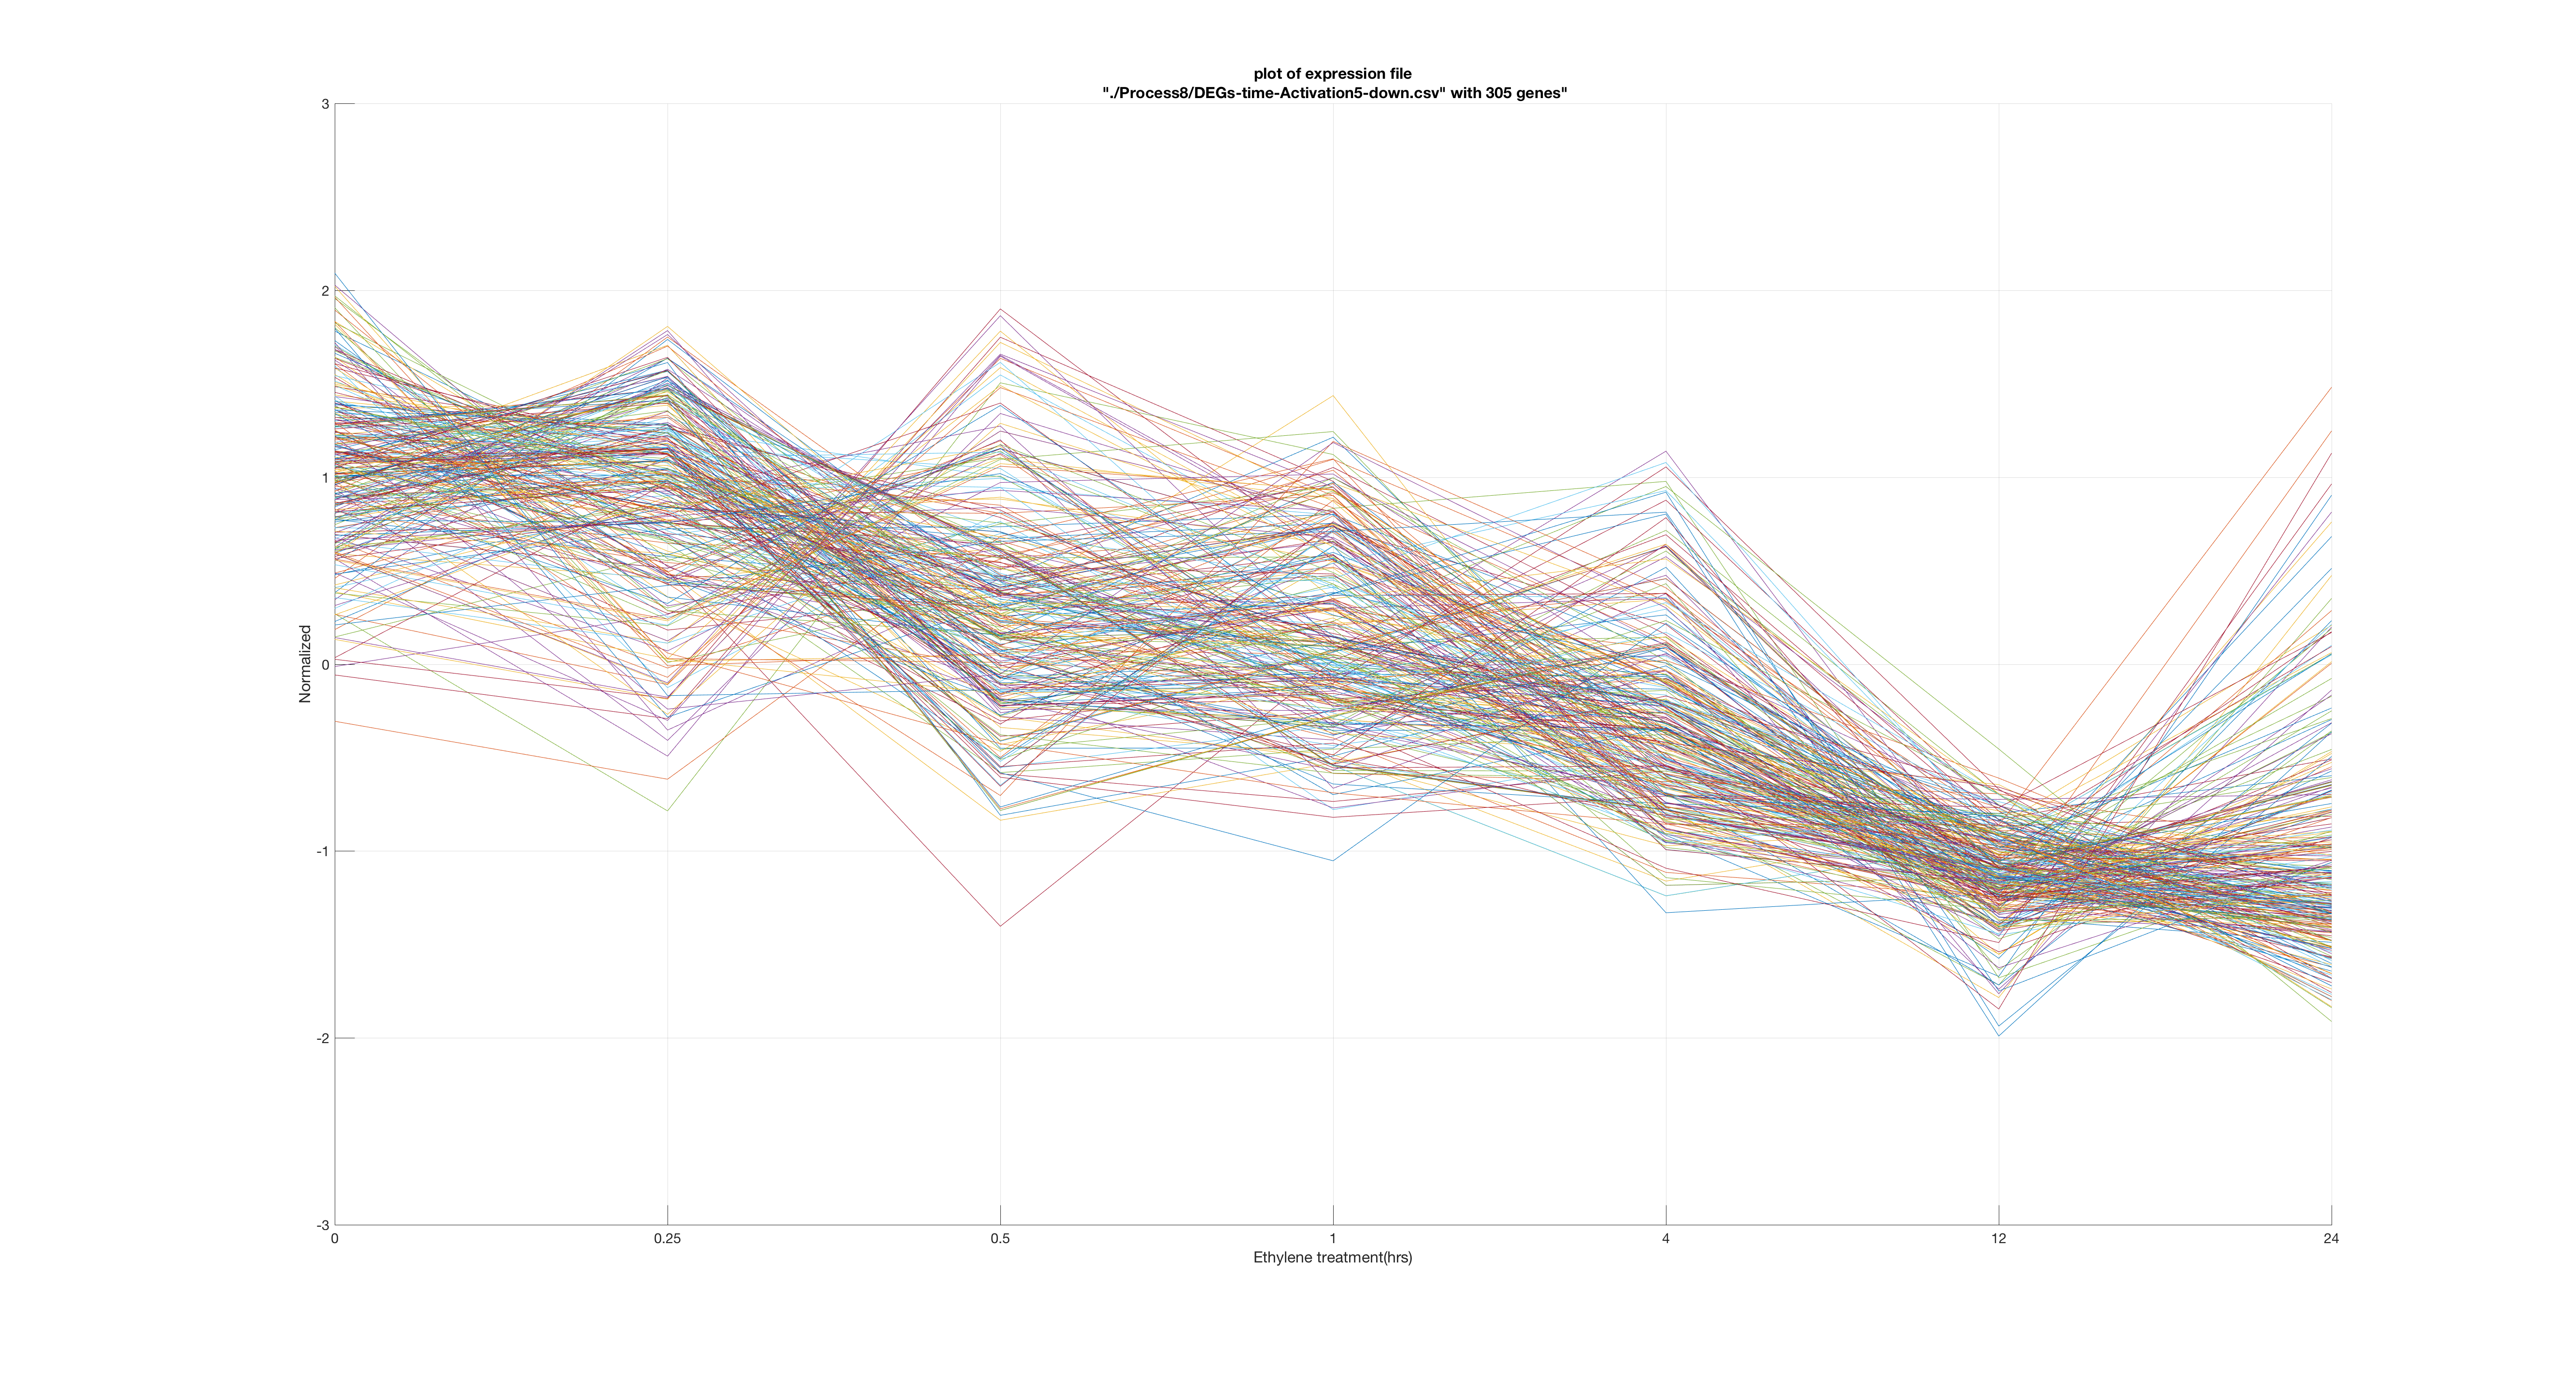 plot of expression file
"./Process8/DEGs-time-Activation5-down.csv" with 305 genes"
3
2
1
0
-1
-2
-3
Normalized
0 0.25 0.5 1 4 12 24
Ethylene treatment(hrs)